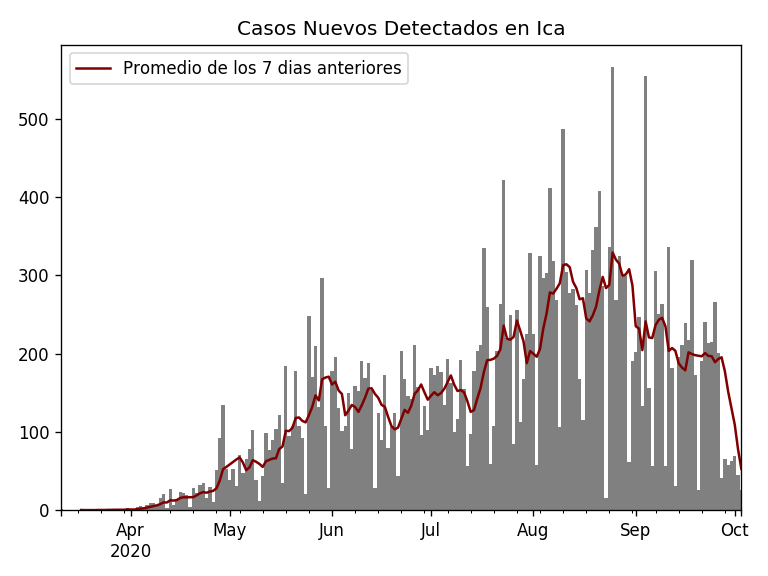 Casos Nuevos Detectados en Ica
Promedio de los 7 dias anteriores
500
400
300
200
100
0
Apr May Jun Jul Aug Sep Oct
2020